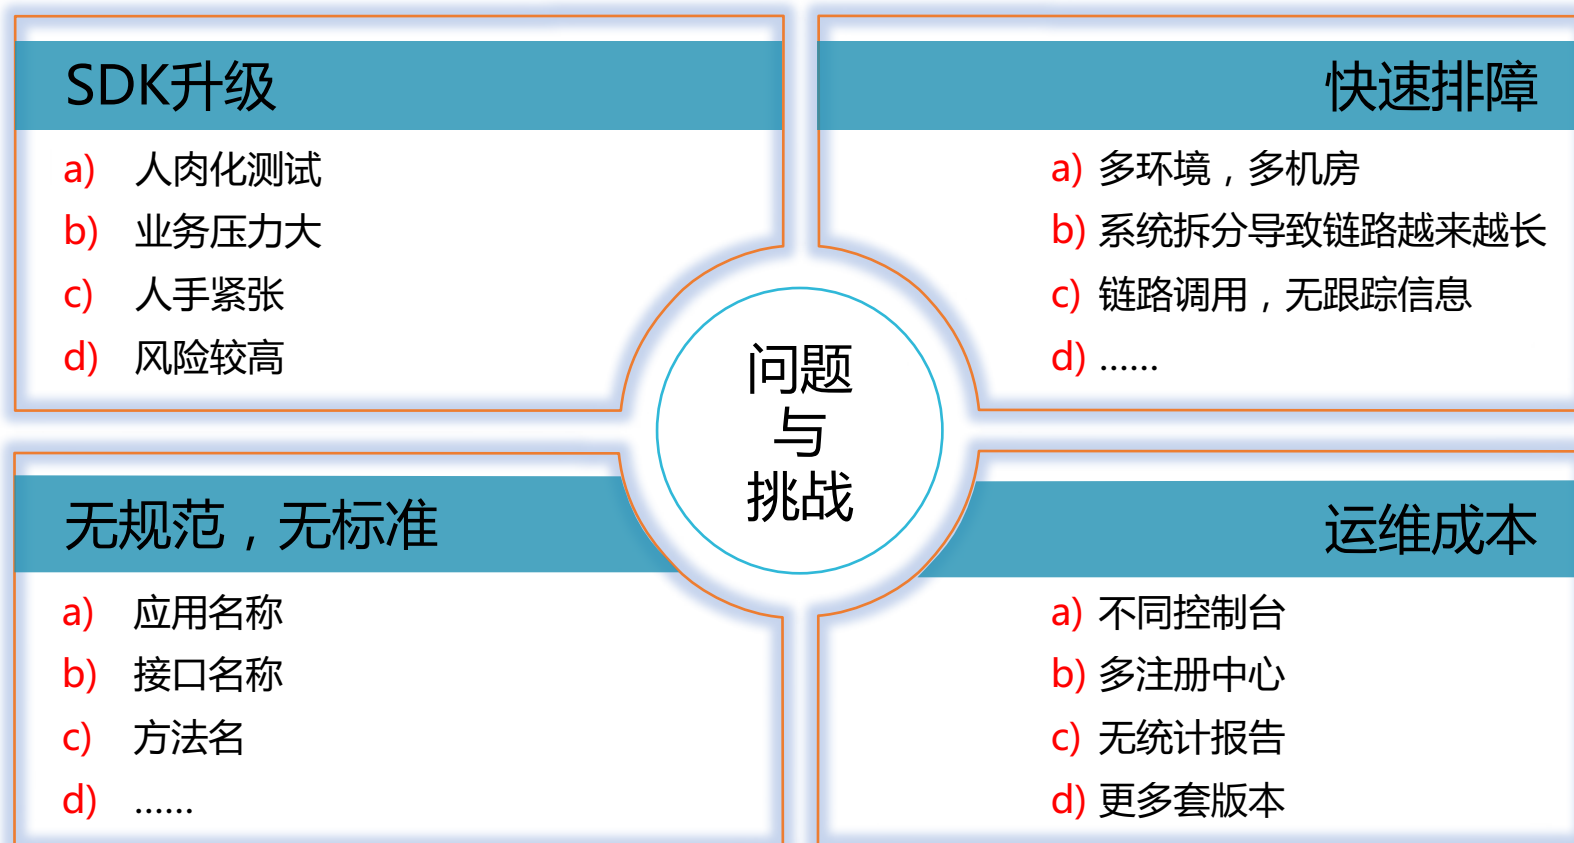 SDK升级
a) 人肉化测试
b) 业务压力大
c) 人手紧张
d) 风险较高
快速排障
a) 多环境，多机房
b) 系统拆分导致链路越来越长
c) 链路调用，无跟踪信息
d) ……
问题
与
挑战
无规范，无标准
a) 应用名称
b) 接口名称
c) 方法名
d) ……
运维成本
a) 不同控制台
b) 多注册中心
c) 无统计报告
d) 更多套版本